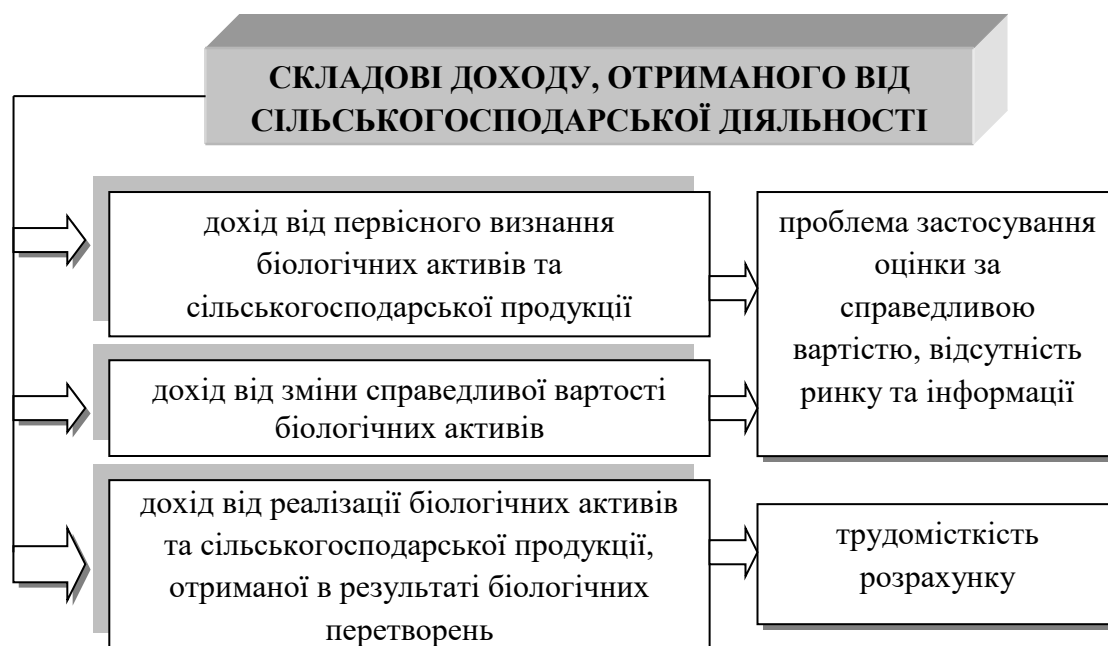 СКЛАДОВІ ДОХОДУ, ОТРИМАНОГО ВІД
СІЛЬСЬКОГОСПОДАРСЬКОЇ ДІЯЛЬНОСТІ
дохід від первісного визнання
біологічних активів та
сільськогосподарської продукції
дохід від зміни справедливої вартості
біологічних активів
проблема застосування
оцінки за
справедливою
вартістю, відсутність
ринку та інформації
дохід від реалізації біологічних активів
та сільськогосподарської продукції,
отриманої в результаті біологічних
перетворень
трудомісткість
розрахунку